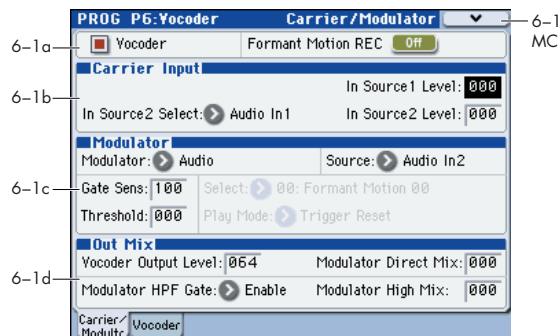 PROG P6:Vocoder Carrier/Modulator
6-1
MC
6-1a
Vocoder Formant Motion REC Off
Carrier Input
6-1b
In Source1 Level: 000
In Source2 Select: Audio In1 In Source2 Level: 000
Modulator
Modulator: Audio Source: Audio In2
6-1c
Gate Sens: 100 Select: 00: Formant Motion 00
Threshold: 000 Play Mode: Trigger Reset
Out Mix
Vocoder Output Level: 064 Modulator Direct Mix: 000
6-1d
Modulator HPF Gate: Enable Modulator High Mix: 000
Carrier/
Modultr Vocoder